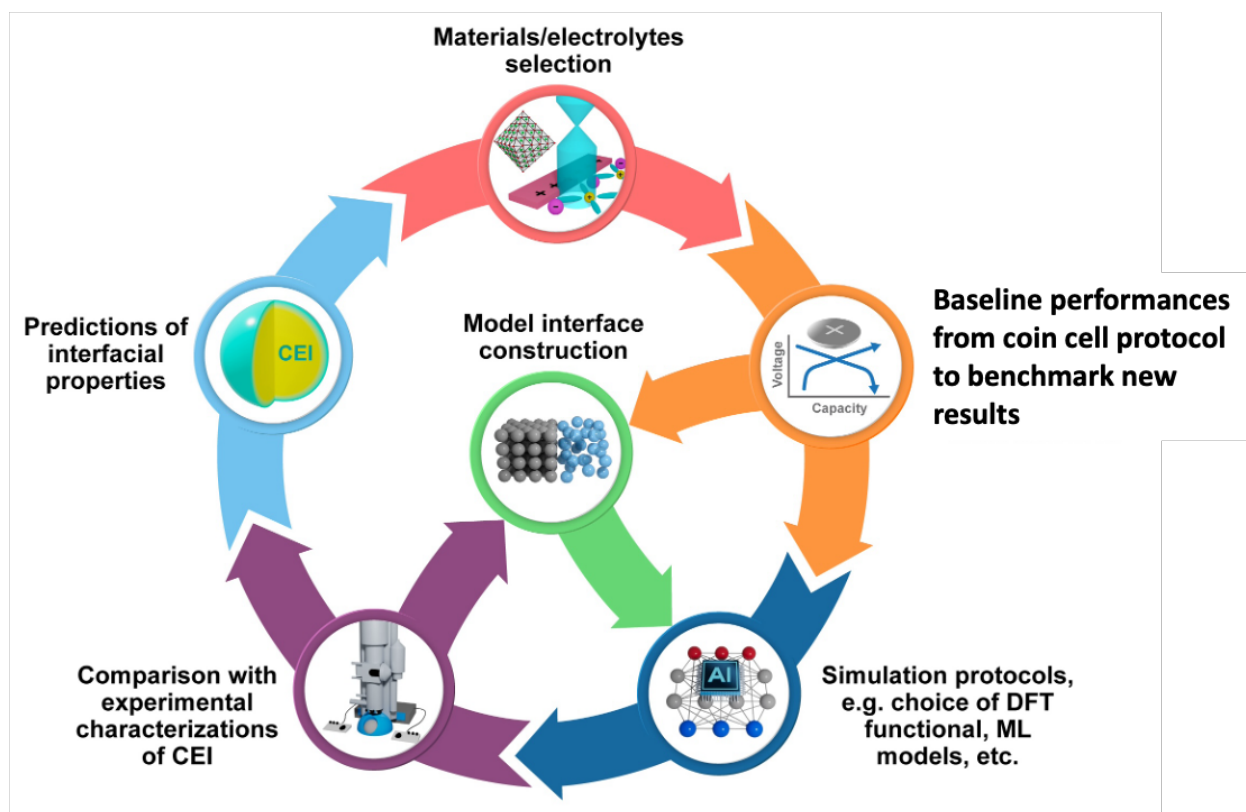 Materials/electrolytes
selection
Baseline performances
from coin cell protocol
to benchmark new
results
Voltage
Capacity
Model interface
construction
Predictions of
interfacial
properties
CEI
Comparison with
experimental
characterizations
of CEI
AI
Simulation protocols,
e.g. choice of DFT
functional, ML
models, etc.